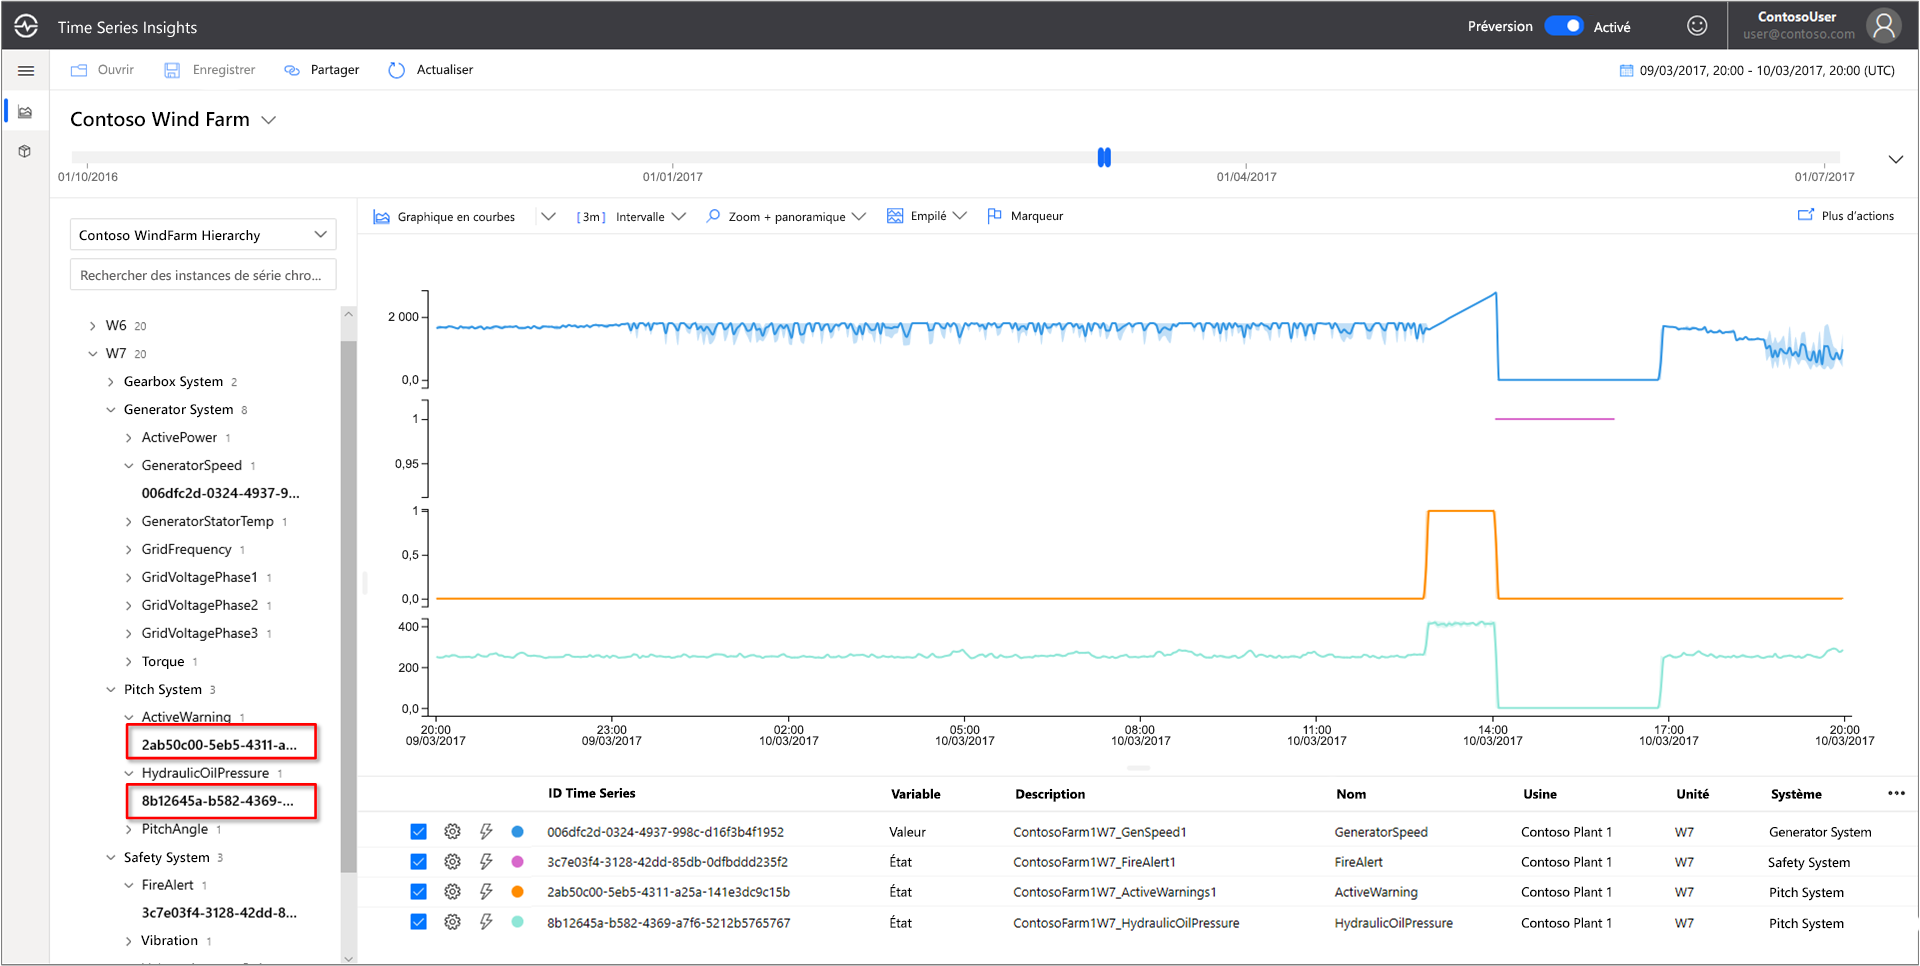 Time Series Insights
Préversion
Activé
ContosoUser
user@contoso.com
Ouvrir
Enregistrer
Partager
Actualiser
09/03/2017, 20:00 - 10/03/2017, 20:00 (UTC)
Contoso Wind Farm
01/10/2016
01/01/2017
01/04/2017
01/07/2017
Contoso WindFarm Hierarchy
Rechercher des instances de série chro...
W6 20
W7 20
Gearbox System 2
Generator System 8
ActivePower 1
GeneratorSpeed 1
006dfc2d-0324-4937-9...
GeneratorStatorTemp 1
GridFrequency 1
GridVoltagePhase1 1
GridVoltagePhase2 1
GridVoltagePhase3 1
Torque 1
Pitch System 3
ActiveWarning 1
2ab50c00-5eb5-4311-a...
HydraulicOilPressure 1
8b12645a-b582-4369-...
PitchAngle 1
Safety System 3
FireAlert 1
3c7e03f4-3128-42dd-8...
Vibration 1
Graphique en courbes
[3m] Intervalle
Zoom + panoramique
Empilé
Marqueur
Plus d'actions
2 000
0,0
1
0,95
1
0,5
0,0
400
200
0,0
20:00
09/03/2017
23:00
09/03/2017
02:00
10/03/2017
05:00
10/03/2017
08:00
10/03/2017
11:00
10/03/2017
14:00
10/03/2017
17:00
10/03/2017
20:00
10/03/2017
ID Time Series Variable Description Nom Usine Unité Système
006dfc2d-0324-4937-998c-d16f3b4f1952 Valeur ContosoFarm1W7_GenSpeed1 GeneratorSpeed Contoso Plant 1 W7 Generator System
3c7e03f4-3128-42dd-85db-0dfbddd235f2 État ContosoFarm1W7_FireAlert1 FireAlert Contoso Plant 1 W7 Safety System
2ab50c00-5eb5-4311-a25a-141e3dc9c15b État ContosoFarm1W7_ActiveWarnings1 ActiveWarning Contoso Plant 1 W7 Pitch System
8b12645a-b582-4369-a7f6-5212b5765767 État ContosoFarm1W7_HydraulicOilPressure HydraulicOilPressure Contoso Plant 1 W7 Pitch System